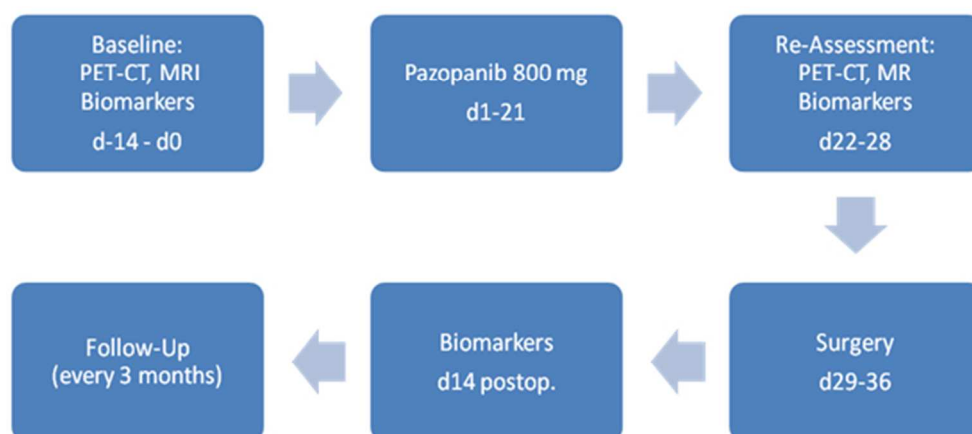 Baseline:
PET-CT, MRI
Biomarkers
d-14 - d0
Pazopanib 800 mg
d1-21
Re-Assessment:
PET-CT, MR
Biomarkers
d22-28
Surgery
d29-36
Biomarkers
d14 postop.
Follow-Up
(every 3 months)